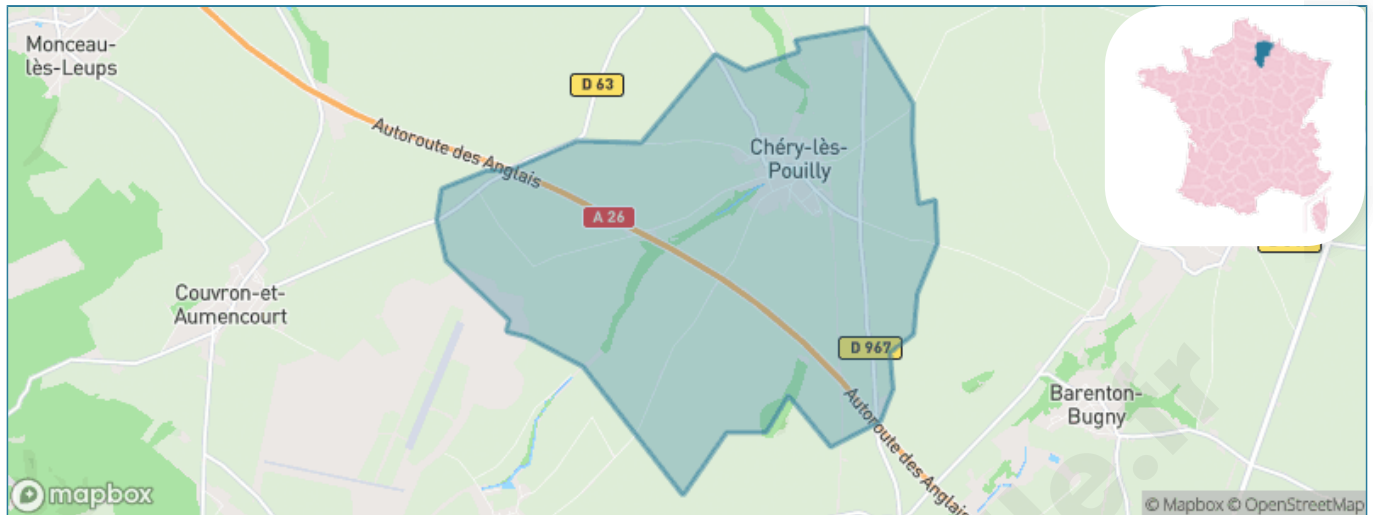 Monceau-
lès-Leups
D 63
Autoroute des Anglais
Chéry-lès-
Pouilly
A 26
Couvron-et-
Aumencourt
D 967
Autoroute des Anglais
Barenton-
Bugny
mapbox
© Mapbox © OpenStreetMap